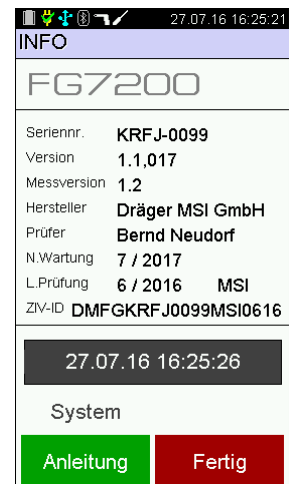 27.07.16 16:25:21
INFO
FG7200
Seriennr. KRFJ-0099
Version 1.1,017
Messversion 1.2
Hersteller Dräger MSI GmbH
Prüfer Bernd Neudorf
N.Wartung 7 / 2017
L.Prüfung 6 / 2016 MSI
ZIV-ID DMFGKRFJ0099MSI0616
27.07.16 16:25:26
System
Anleitung Fertig